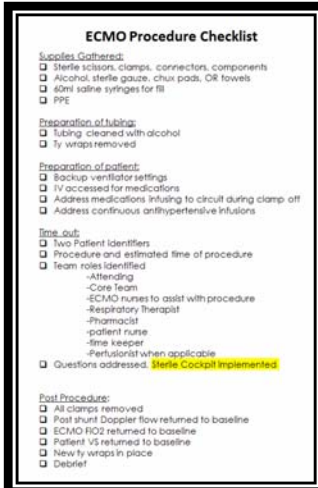 ECMO Procedure Checklist
Supplies Gathered:
❑ Sterile scissors, clamps, connectors, components
❑ Alcohol, sterile gauze, chux pads, OR towels
❑ 60ml saline syringes for fill
❑ PPE
Preparation of tubing:
❑ Tubing cleaned with alcohol
❑ Ty wraps removed
Preparation of patient:
❑ Backup ventilator settings
❑ IV accessed for medications
❑ Address medications infusing to circuit during clamp off
❑ Address continuous antihypertensive infusions
Time out:
❑ Two Patient Identifiers
❑ Procedure and estimated time of procedure
❑ Team roles identified
-Attending
-Core Team
-ECMO nurses to assist with procedure
-Respiratory Therapist
-Pharmacist
-patient nurse
-time keeper
-Perfusionist when applicable
❑ Questions addressed, Sterile Cockpit implemented
Post Procedure:
❑ All clamps removed
❑ Post shunt Doppler flow returned to baseline
❑ ECMO FIO2 returned to baseline
❑ Patient VS returned to baseline
❑ New ty wraps in place
❑ Debrief